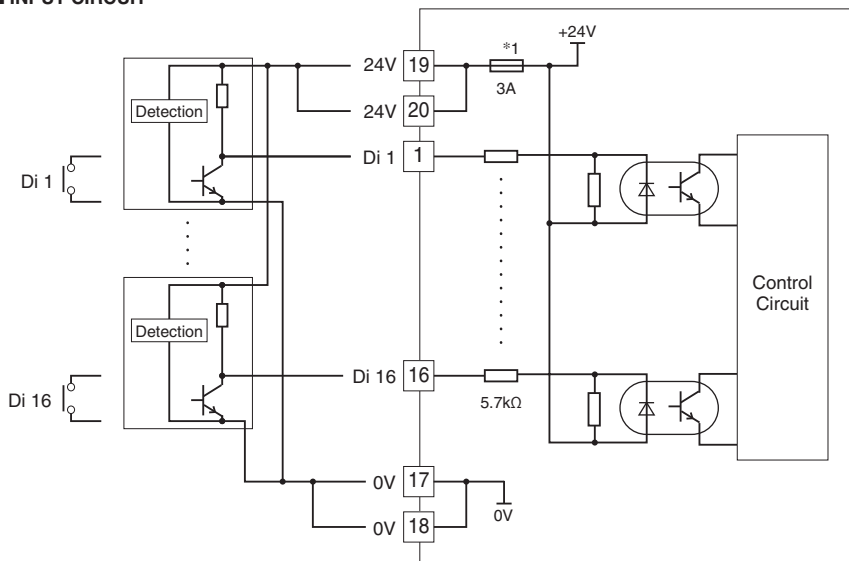 INPUT CIRCUIT
+24V
24V 19
*1
3A
24V 20
Detection
Di 1 1
Di 1
Control
Circuit
Detection
Di 16 16
5.7kΩ
Di 16
0V 17
0V
0V 18